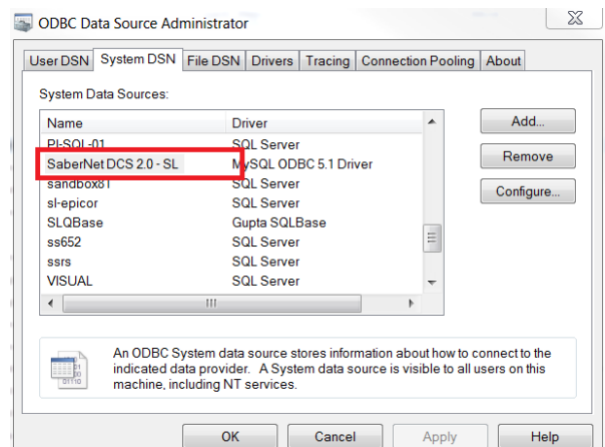 ODBC Data Source Administrator
User DSN System DSN File DSN Drivers Tracing Connection Pooling About
System Data Sources:
Name Driver
PI-SQL-01 SQL Server
SaberNet DCS 2.0 - SL MySQL ODBC 5.1 Driver
sandbox81 SQL Server
sl-epicor SQL Server
SLQBase Gupta SQLBase
ss652 SQL Server
ssrs SQL Server
VISUAL SQL Server
Add...
Remove
Configure...
An ODBC System data source stores information about how to connect to the
indicated data provider. A System data source is visible to all users on this
machine, including NT services.
OK Cancel Apply Help